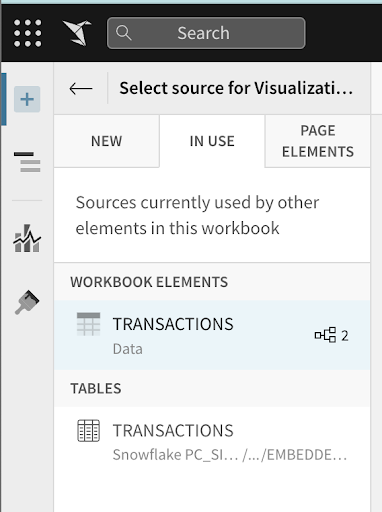 Search
Select source for Visualizati...
NEW
IN USE
PAGE
ELEMENTS
Sources currently used by other
elements in this workbook
WORKBOOK ELEMENTS
TRANSACTIONS
2
Data
TABLES
TRANSACTIONS
Snowflake PC_SI... /.../EMBEDDE...